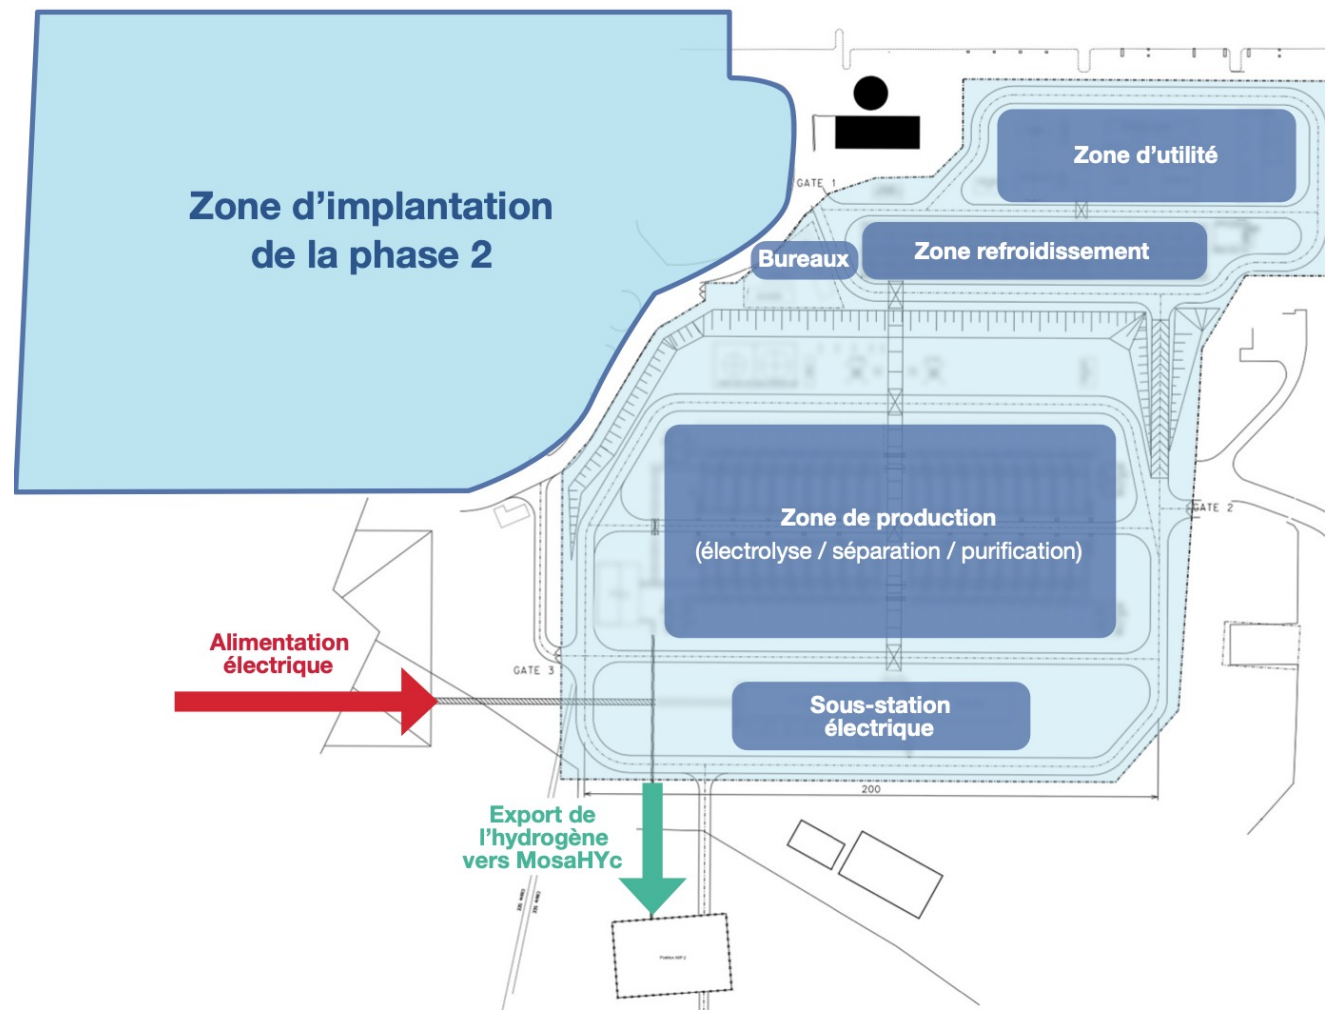 Zone d'utilité
GATE 1
Zone d'implantation
de la phase 2
Bureaux
Zone refroidissement
Zone de production
(électrolyse / séparation / purification)
GATE 2
Alimentation
électrique
GATE 3
Sous-station
électrique
200
Export de
l'hydrogène
vers MosaHYc